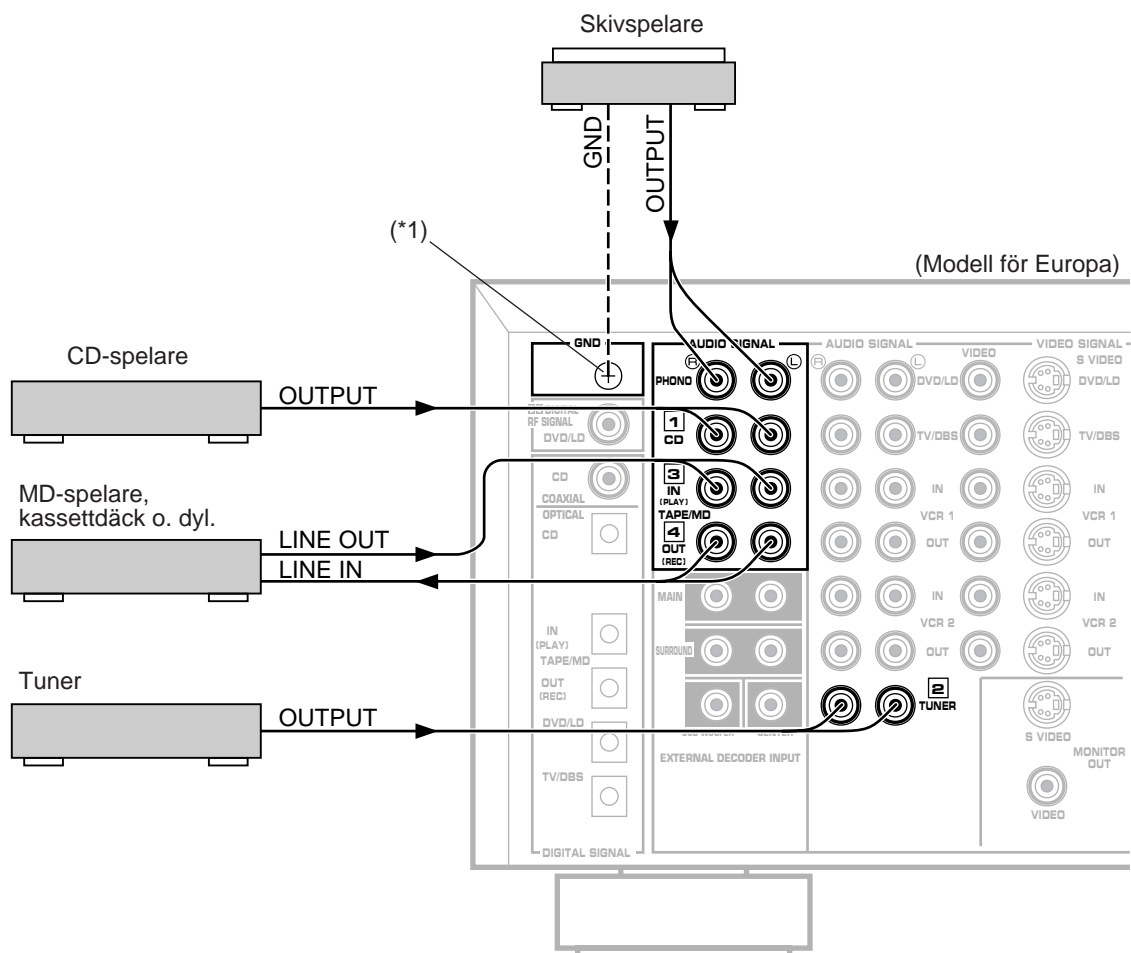 Skivspelare
GND
OUTPUT
(*1)
(Modell för Europa)
CD-spelare
OUTPUT
MD-spelare,
kassettdäck o. dyl.
LINE OUT
LINE IN
Tuner
OUTPUT
GND
DIGITAL
RF SIGNAL
DVD/LD
CD
COAXIAL
OPTICAL
CD
IN
(PLAY)
TAPE/MD
OUT
(REC)
DVD/LD
TV/DBS
DIGITAL SIGNAL
AUDIO SIGNAL
R
L
PHONO
1
CD
3
IN
(PLAY)
TAPE/MD
4
OUT
(REC)
MAIN
SURROUND
CENTER
EXTERNAL DECODER INPUT
AUDIO SIGNAL
R
L
VIDEO
DVD/LD
TV/DBS
IN
VCR 1
OUT
IN
VCR 2
OUT
2
TUNER
VIDEO SIGNAL
S VIDEO
DVD/LD
TV/DBS
IN
VCR 1
OUT
IN
VCR 2
OUT
S VIDEO
MONITOR
OUT
VIDEO